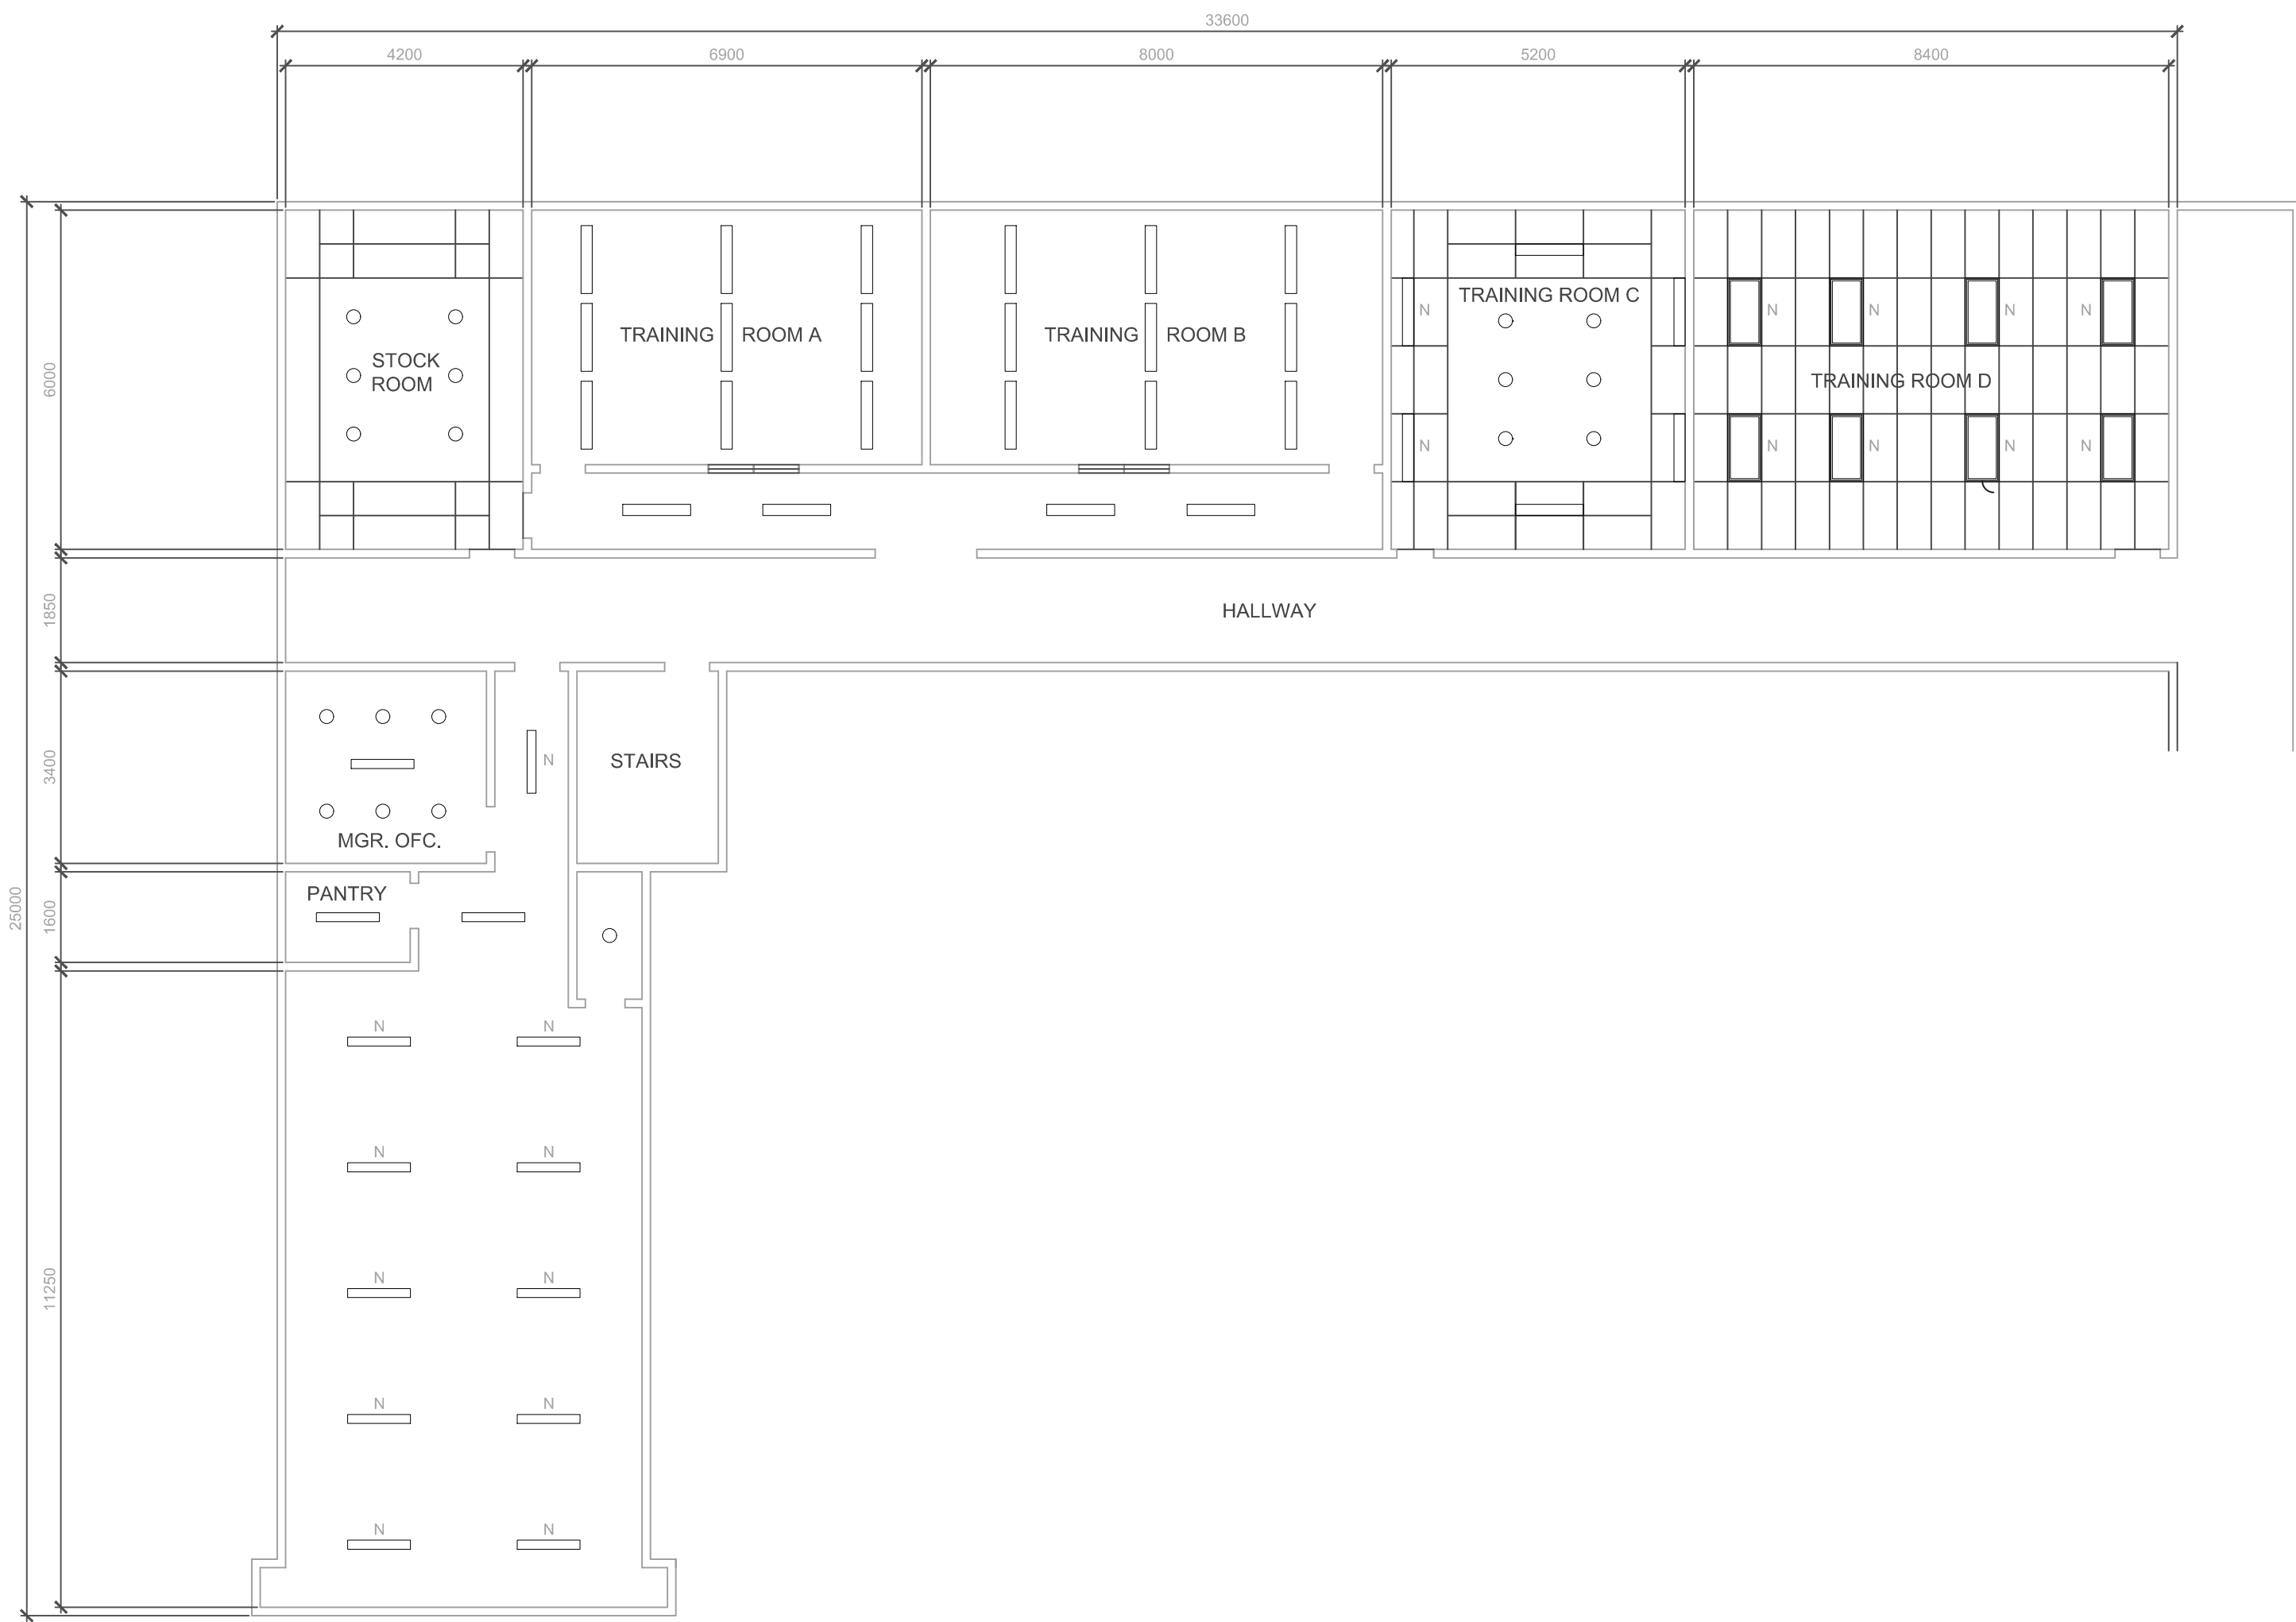 33600
4200 6900 8000 5200 8400
TRAINING ROOM C
N N N N N
TRAINING ROOM A TRAINING ROOM B
STOCK
ROOM
6000
TRAINING ROOM D
N N N N N
1850
HALLWAY
3400
N
STAIRS
MGR. OFC.
25000
1600
PANTRY
N N
N N
11250
N N
N N
N N